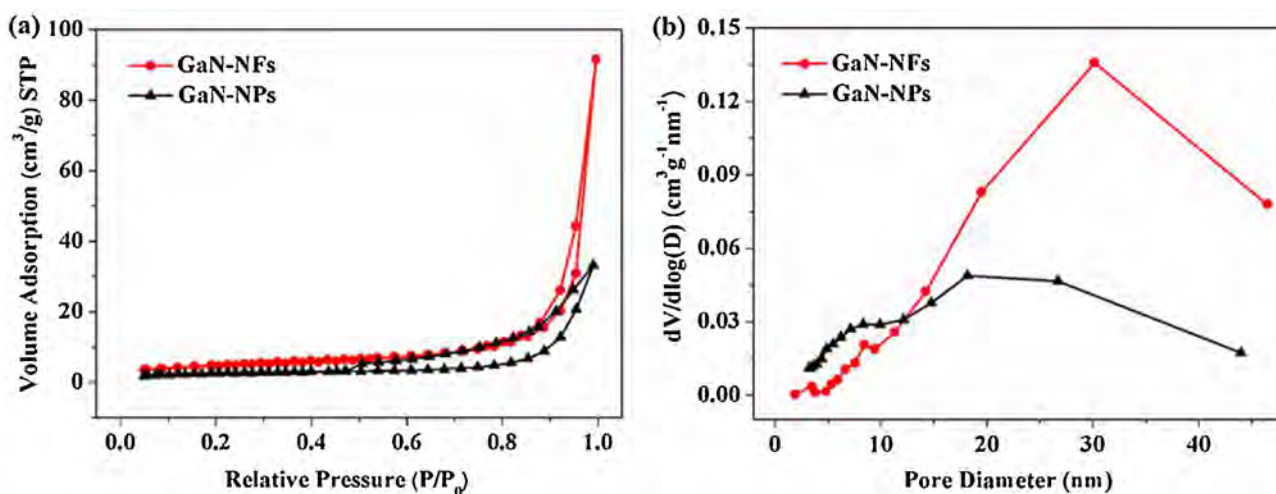 (a)
100
80
60
40
20
0
Volume Adsorption (cm³/g) STP
GaN-NFs
GaN-NPs
0.0 0.2 0.4 0.6 0.8 1.0
Relative Pressure (P/P₀)
(b)
0.15
0.12
0.09
0.06
0.03
0.00
dV/dlog(D) (cm³g⁻¹nm⁻¹)
GaN-NFs
GaN-NPs
0 10 20 30 40
Pore Diameter (nm)